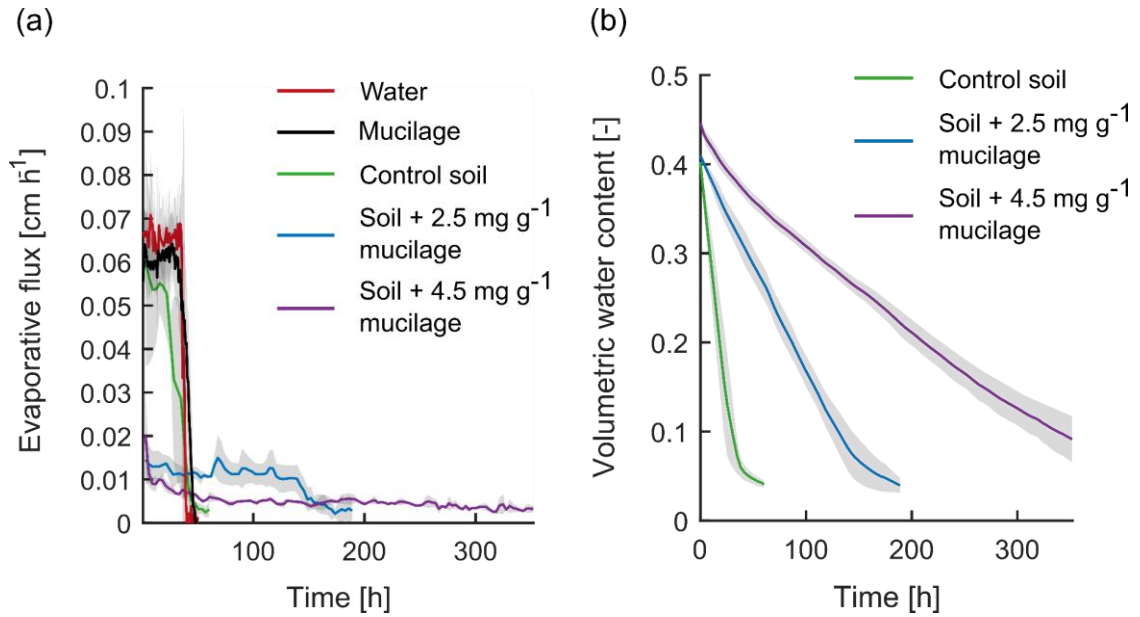 (a)
Evaporative flux [cm h⁻¹]
0.1
0.09
0.08
0.07
0.06
0.05
0.04
0.03
0.02
0.01
0
100
200
300
Time [h]
Water
Mucilage
Control soil
Soil + 2.5 mg g⁻¹
mucilage
Soil + 4.5 mg g⁻¹
mucilage
(b)
Volumetric water content [-]
0.5
0.4
0.3
0.2
0.1
0
0
100
200
300
Time [h]
Control soil
Soil + 2.5 mg g⁻¹
mucilage
Soil + 4.5 mg g⁻¹
mucilage